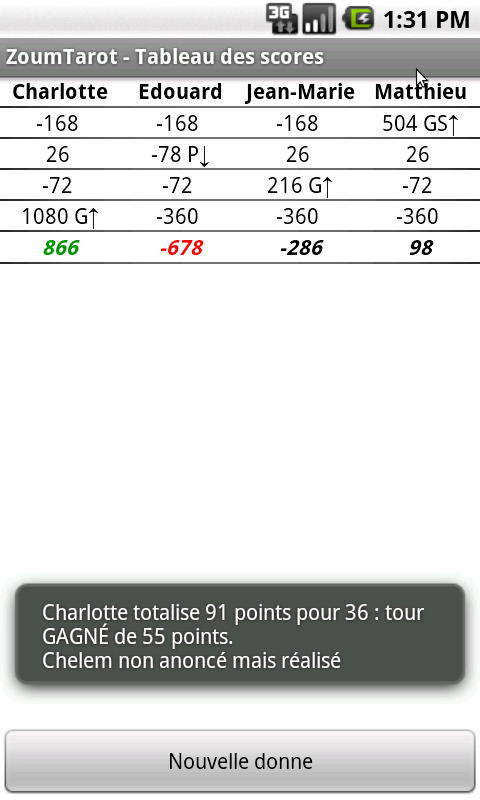 3G 1:31 PM
ZoumTarot - Tableau des scores
Charlotte Edouard Jean-Marie Matthieu
-168 -168 -168 504 GS↑
26 -78 P↓ 26 26
-72 -72 216 G↑ -72
1080 G↑ -360 -360 -360
866 -678 -286 98
Charlotte totalise 91 points pour 36 : tour
GAGNÉ de 55 points.
Chelem non anoncé mais réalisé
Nouvelle donne